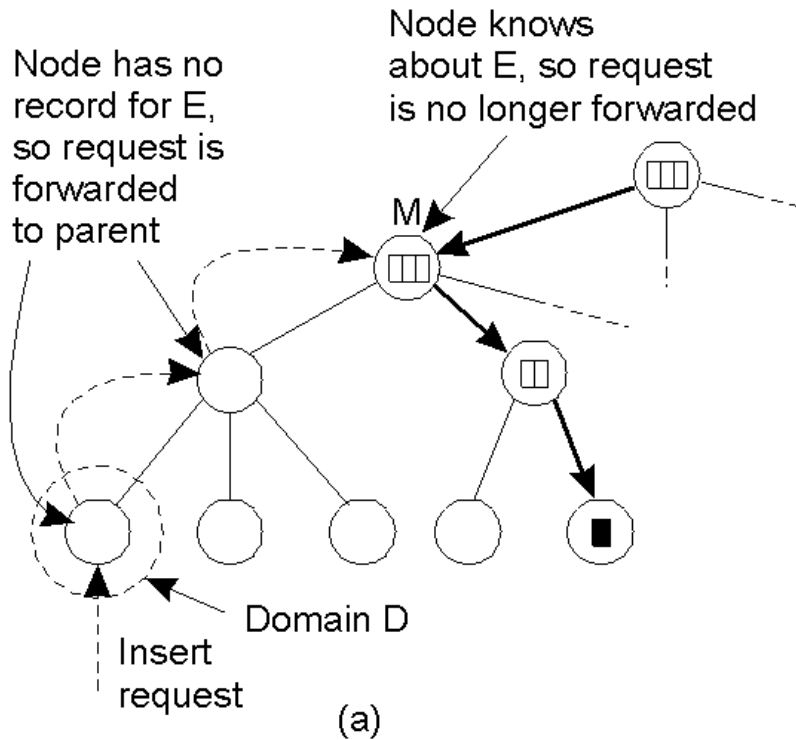 Node has no
record for E,
so request is
forwarded
to parent
Node knows
about E, so request
is no longer forwarded
M
Domain D
Insert
request
(a)